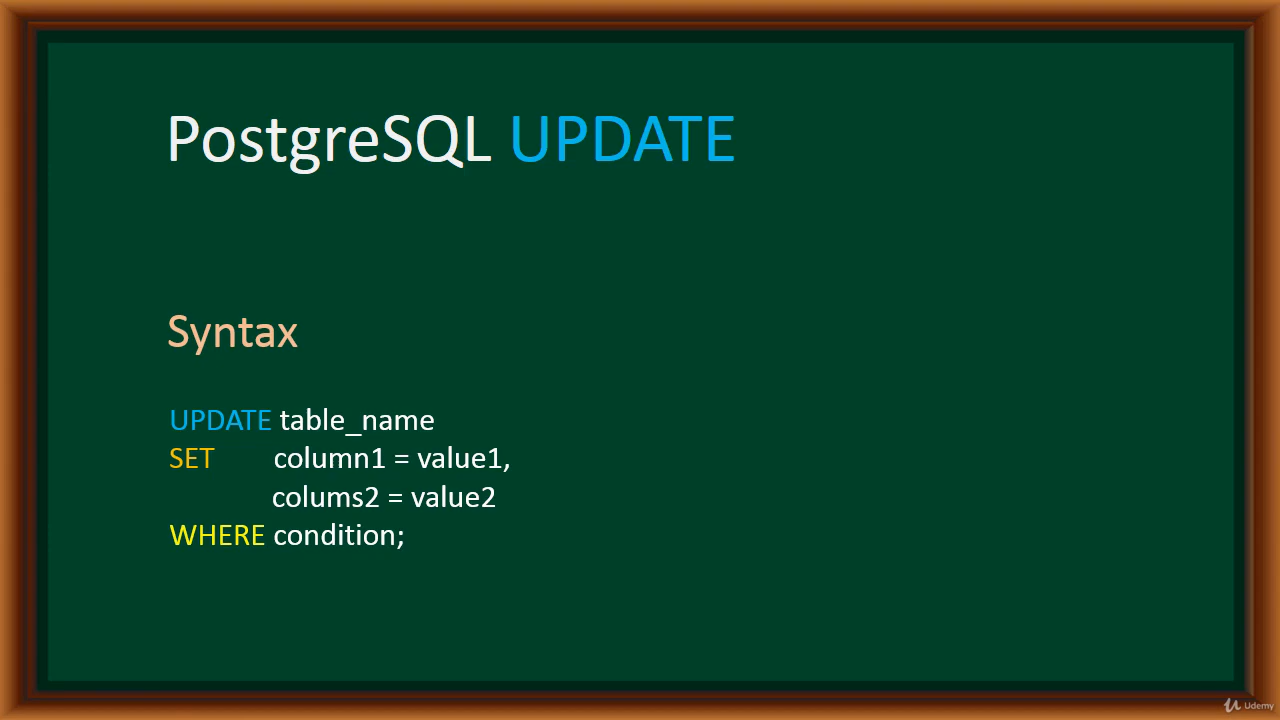 PostgreSQL UPDATE
Syntax
UPDATE table_name
SET column1 = value1,
colums2 = value2
WHERE condition;
Udemy